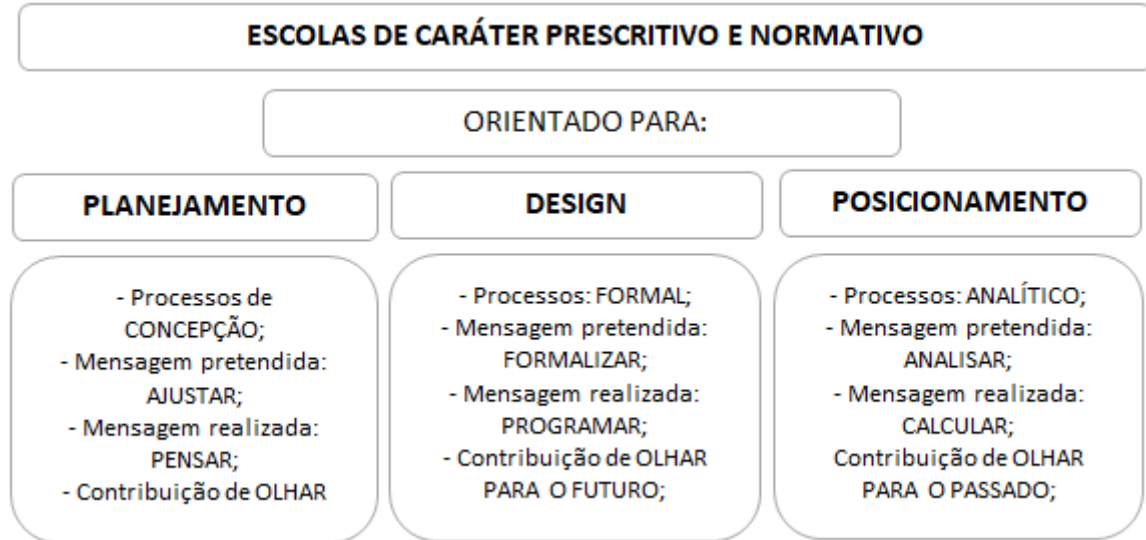 ESCOLAS DE CARÁTER PRESCRITIVO E NORMATIVO
ORIENTADO PARA:
PLANEJAMENTO
- Processos de
CONCEPÇÃO;
- Mensagem pretendida:
AJUSTAR;
- Mensagem realizada:
PENSAR;
- Contribuição de OLHAR
DESIGN
- Processos: FORMAL;
- Mensagem pretendida:
FORMALIZAR;
- Mensagem realizada:
PROGRAMAR;
- Contribuição de OLHAR
PARA O FUTURO;
POSICIONAMENTO
- Processos: ANALÍTICO;
- Mensagem pretendida:
ANALISAR;
- Mensagem realizada:
CALCULAR;
Contribuição de OLHAR
PARA O PASSADO;